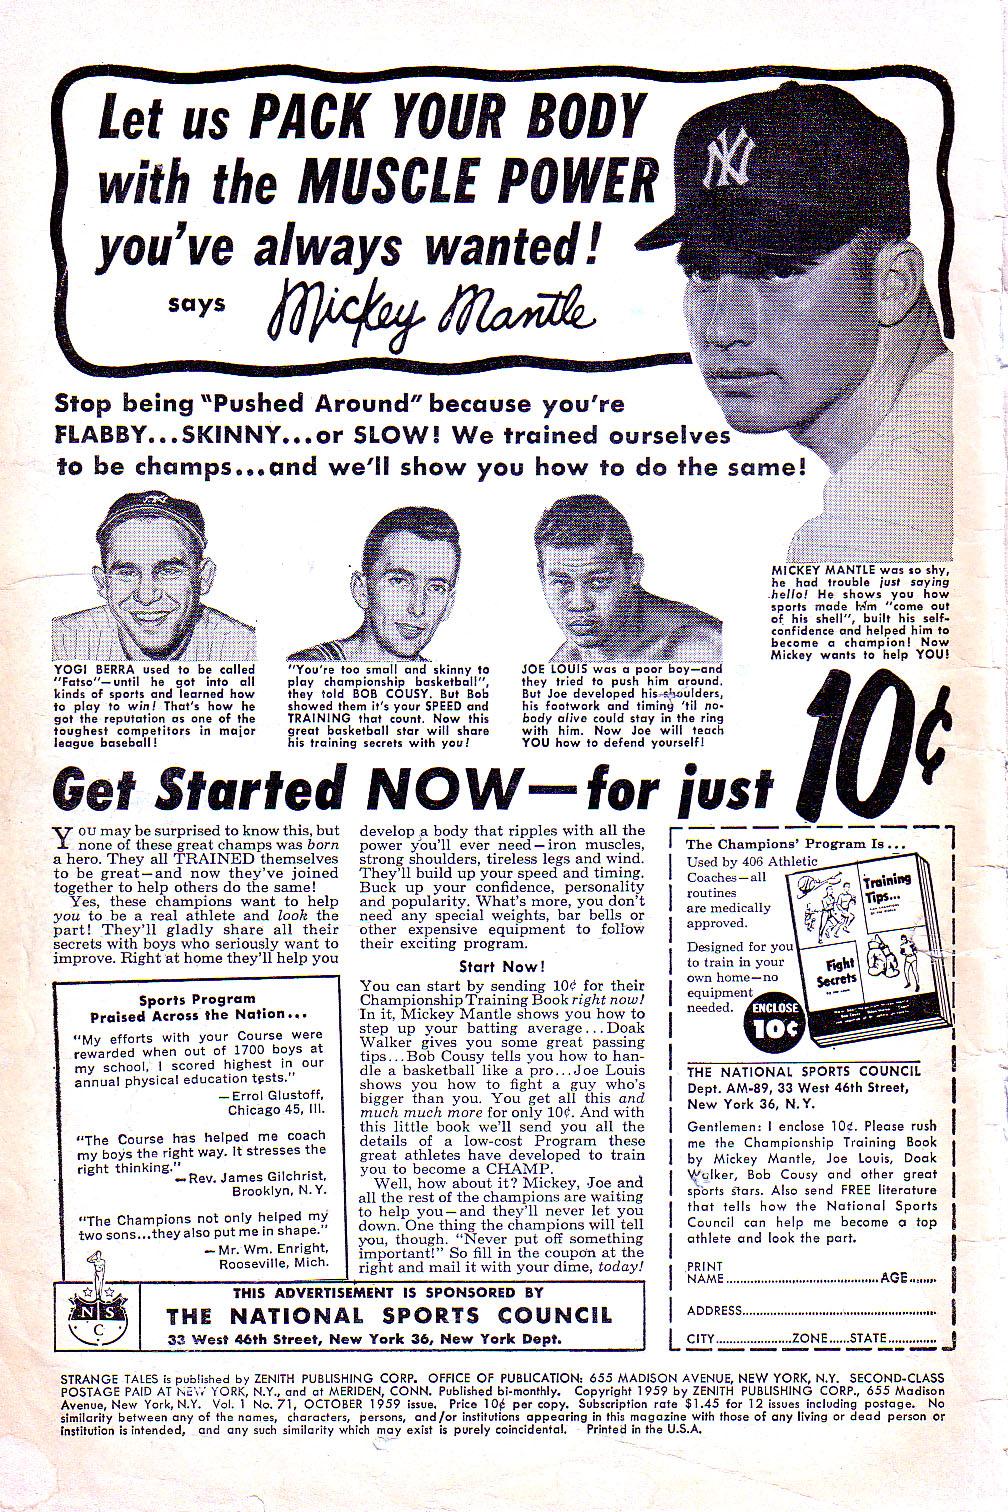 Let us PACK YOUR BODY
with the MUSCLE POWER
you've always wanted!
says Mickey Mantle
NY
Stop being "Pushed Around" because you're
FLABBY...SKINNY...or SLOW! We trained ourselves
to be champs...and we'll show you how to do the same!
MICKEY MANTLE was so shy,
he had trouble just saying
hello! He shows you how
sports made him "come out
of his shell", built his self-
confidence and helped him to
become a champion! Now
Mickey wants to help YOU!
YOGI BERRA used to be called
"Fatso"—until he got into all
kinds of sports and learned how
to play to win! That's how he
got the reputation as one of the
toughest competitors in major
league baseball!
"You're too small and skinny to
play championship basketball",
they told BOB COUSY. But Bob
showed them it's your SPEED and
TRAINING that count. Now this
great basketball star will share
his training secrets with you!
JOE LOUIS was a poor boy—and
they tried to push him around.
But Joe developed his shoulders,
his footwork and timing 'til no-
body alive could stay in the ring
with him. Now Joe will teach
YOU how to defend yourself!
Get Started NOW—for just 10¢
YOU may be surprised to know this, but
none of these great champs was born
a hero. They all TRAINED themselves
to be great—and now they've joined
together to help others do the same!
Yes, these champions want to help
you to be a real athlete and look the
part! They'll gladly share all their
secrets with boys who seriously want to
improve. Right at home they'll help you
develop a body that ripples with all the
power you'll ever need—iron muscles,
strong shoulders, tireless legs and wind.
They'll build up your speed and timing.
Buck up your confidence, personality
and popularity. What's more, you don't
need any special weights, bar bells or
other expensive equipment to follow
their exciting program.
Start Now!
You can start by sending 10¢ for their
Championship Training Book right now!
In it, Mickey Mantle shows you how to
step up your batting average...Doak
Walker gives you some great passing
tips...Bob Cousy tells you how to han-
dle a basketball like a pro...Joe Louis
shows you how to fight a guy who's
bigger than you. You get all this and
much much more for only 10¢. And with
this little book we'll send you all the
details of a low-cost Program these
great athletes have developed to train
you to become a CHAMP.
Well, how about it? Mickey, Joe and
all the rest of the champions are waiting
to help you—and they'll never let you
down. One thing the champions will tell
you, though. "Never put off something
important!" So fill in the coupon at the
right and mail it with your dime, today!
Sports Program
Praised Across the Nation...
"My efforts with your Course were
rewarded when out of 1700 boys at
my school, I scored highest in our
annual physical education tests."
—Errol Glustoff,
Chicago 45, Ill.
"The Course has helped me coach
my boys the right way. It stresses the
right thinking."
—Rev. James Gilchrist,
Brooklyn, N.Y.
"The Champions not only helped my
two sons...they also put me in shape."
—Mr. Wm. Enright,
Rooseville, Mich.
N S
C
THIS ADVERTISEMENT IS SPONSORED BY
THE NATIONAL SPORTS COUNCIL
33 West 46th Street, New York 36, New York Dept.
The Champions' Program Is...
Used by 406 Athletic
Coaches—all
routines
are medically
approved.
Designed for you
to train in your
own home—no
equipment
needed.
Training
Tips...
Fight
Secrets
ENCLOSE
10¢
THE NATIONAL SPORTS COUNCIL
Dept. AM-89, 33 West 46th Street,
New York 36, N.Y.
Gentlemen: I enclose 10¢. Please rush
me the Championship Training Book
by Mickey Mantle, Joe Louis, Doak
Walker, Bob Cousy and other great
sports stars. Also send FREE literature
that tells how the National Sports
Council can help me become a top
athlete and look the part.
PRINT
NAME..........AGE........
ADDRESS..........
CITY..........ZONE.....STATE..........
STRANGE TALES is published by ZENITH PUBLISHING CORP. OFFICE OF PUBLICATION: 655 MADISON AVENUE, NEW YORK, N.Y. SECOND-CLASS
POSTAGE PAID AT NEW YORK, N.Y., and at MERIDEN, CONN. Published bi-monthly. Copyright 1959 by ZENITH PUBLISHING CORP., 655 Madison
Avenue, New York, N.Y. Vol. 1 No. 71, OCTOBER 1959 issue. Price 10¢ per copy. Subscription rate $1.45 for 12 issues including postage. No
similarity between any of the names, characters, persons, and/or institutions appearing in this magazine with those of any living or dead person or
institution is intended, and any such similarity which may exist is purely coincidental. Printed in the U.S.A.